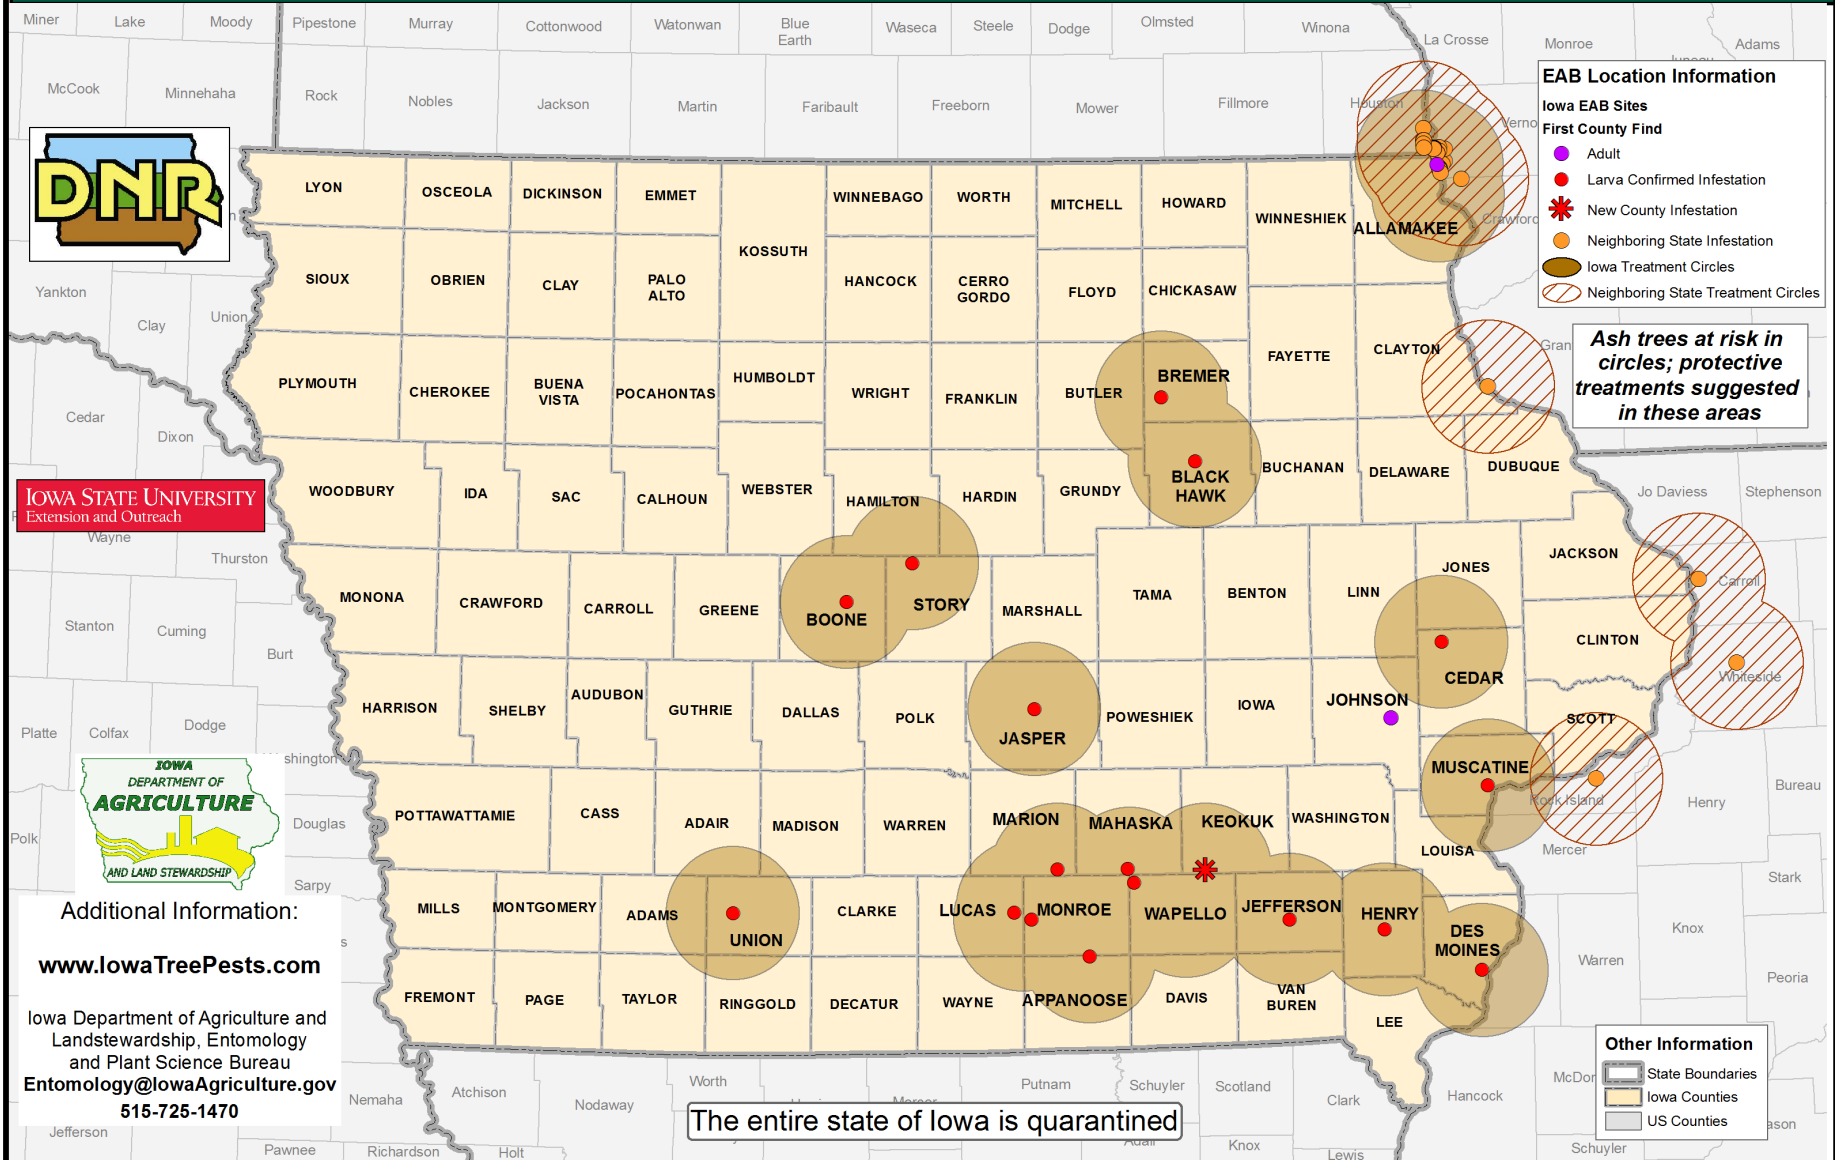 Miner
Lake
Moody
Pipestone
Murray
Cottonwood
Watonwan
Blue
Earth
Waseca
Steele
Dodge
Olmsted
Winona
La Crosse
Monroe
Adams
McCook
Minnehaha
Rock
Nobles
Jackson
Martin
Faribault
Freeborn
Mower
Fillmore
Houston
Crawford
EAB Location Information
Iowa EAB Sites
First County Find
Adult
Larva Confirmed Infestation
New County Infestation
Neighboring State Infestation
Iowa Treatment Circles
Neighboring State Treatment Circles
Ash trees at risk in
circles; protective
treatments suggested
in these areas
DNR
LYON
OSCEOLA
DICKINSON
EMMET
WINNEBAGO
WORTH
MITCHELL
HOWARD
WINNESHIEK
ALLAMAKEE
KOSSUTH
SIOUX
OBRIEN
CLAY
PALO
ALTO
HANCOCK
CERRO
GORDO
FLOYD
CHICKASAW
Yankton
Clay
Union
FAYETTE
CLAYTON
PLYMOUTH
CHEROKEE
BUENA
VISTA
POCAHONTAS
HUMBOLDT
WRIGHT
FRANKLIN
BUTLER
BREMER
Cedar
Dixon
WOODBURY
IDA
SAC
CALHOUN
WEBSTER
HAMILTON
HARDIN
GRUNDY
BLACK
HAWK
BUCHANAN
DELAWARE
DUBUQUE
Jo Daviess
Stephenson
IOWA STATE UNIVERSITY
Extension and Outreach
Wayne
Thurston
MONONA
CRAWFORD
CARROLL
GREENE
BOONE
STORY
MARSHALL
TAMA
BENTON
LINN
JONES
JACKSON
Carroll
Stanton
Cuming
Burt
CEDAR
CLINTON
Whiteside
HARRISON
SHELBY
AUDUBON
GUTHRIE
DALLAS
POLK
JASPER
POWESHIEK
IOWA
JOHNSON
SCOTT
Platte
Colfax
Dodge
MUSCATINE
Rock Island
Henry
Bureau
IOWA
DEPARTMENT OF
AGRICULTURE
AND LAND STEWARDSHIP
Polk
Douglas
Sarpy
POTTAWATTAMIE
CASS
ADAIR
MADISON
WARREN
MARION
MAHASKA
KEOKUK
WASHINGTON
LOUISA
Mercer
Stark
MILLS
MONTGOMERY
ADAMS
UNION
CLARKE
LUCAS
MONROE
WAPELLO
JEFFERSON
HENRY
DES
MOINES
Knox
Warren
Peoria
FREMONT
PAGE
TAYLOR
RINGGOLD
DECATUR
WAYNE
APPANOOSE
DAVIS
VAN
BUREN
LEE
Additional Information:
www.IowaTreePests.com
Iowa Department of Agriculture and
Landstewardship, Entomology
and Plant Science Bureau
Entomology@IowaAgriculture.gov
515-725-1470
Nemaha
Atchison
Nodaway
Worth
Putnam
Schuyler
Scotland
Clark
Hancock
Jefferson
Pawnee
Richardson
Holt
Knox
Lewis
Schuyler
The entire state of Iowa is quarantined
Other Information
State Boundaries
Iowa Counties
US Counties